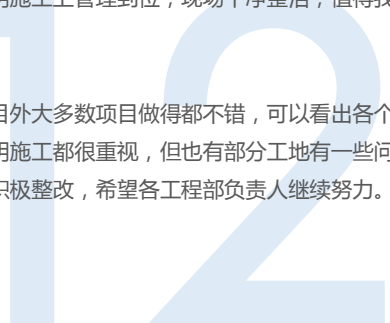 明施工上管理到位，现场干净整洁，值得我
目外大多数项目做得都不错，可以看出各个
明施工都很重视，但也有部分工地有一些问
积极整改，希望各工程部负责人继续努力。
12